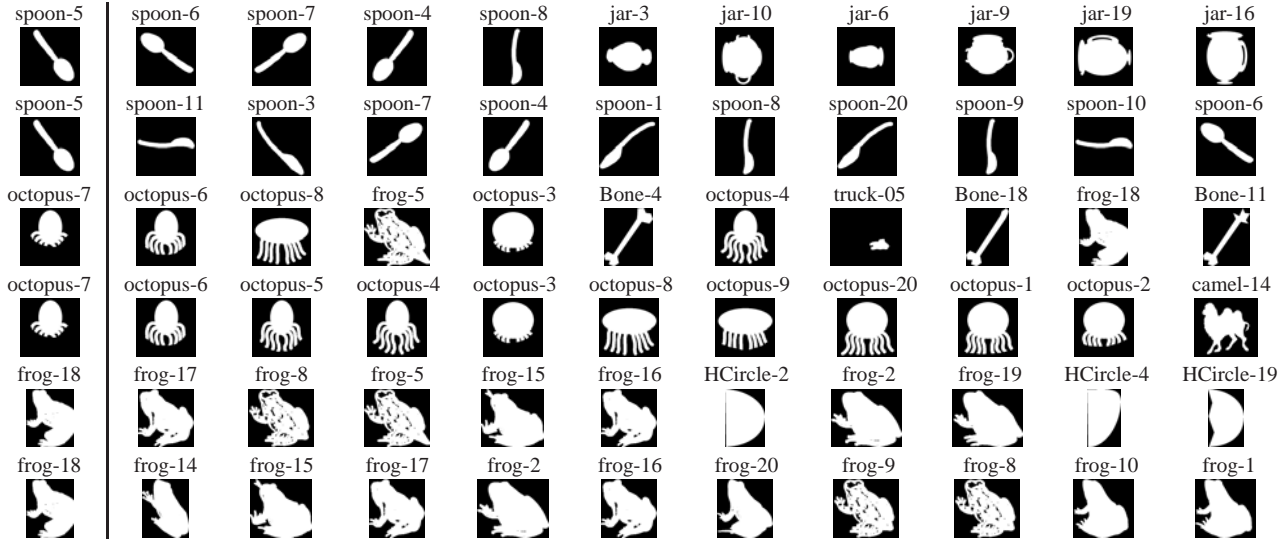 spoon-5 spoon-6 spoon-7 spoon-4 spoon-8 jar-3 jar-10 jar-6 jar-9 jar-19 jar-16
spoon-5 spoon-11 spoon-3 spoon-7 spoon-4 spoon-1 spoon-8 spoon-20 spoon-9 spoon-10 spoon-6
octopus-7 octopus-6 octopus-8 frog-5 octopus-3 Bone-4 octopus-4 truck-05 Bone-18 frog-18 Bone-11
octopus-7 octopus-6 octopus-5 octopus-4 octopus-3 octopus-8 octopus-9 octopus-20 octopus-1 octopus-2 camel-14
frog-18 frog-17 frog-8 frog-5 frog-15 frog-16 HCircle-2 frog-2 frog-19 HCircle-4 HCircle-19
frog-18 frog-14 frog-15 frog-17 frog-2 frog-16 frog-20 frog-9 frog-8 frog-10 frog-1